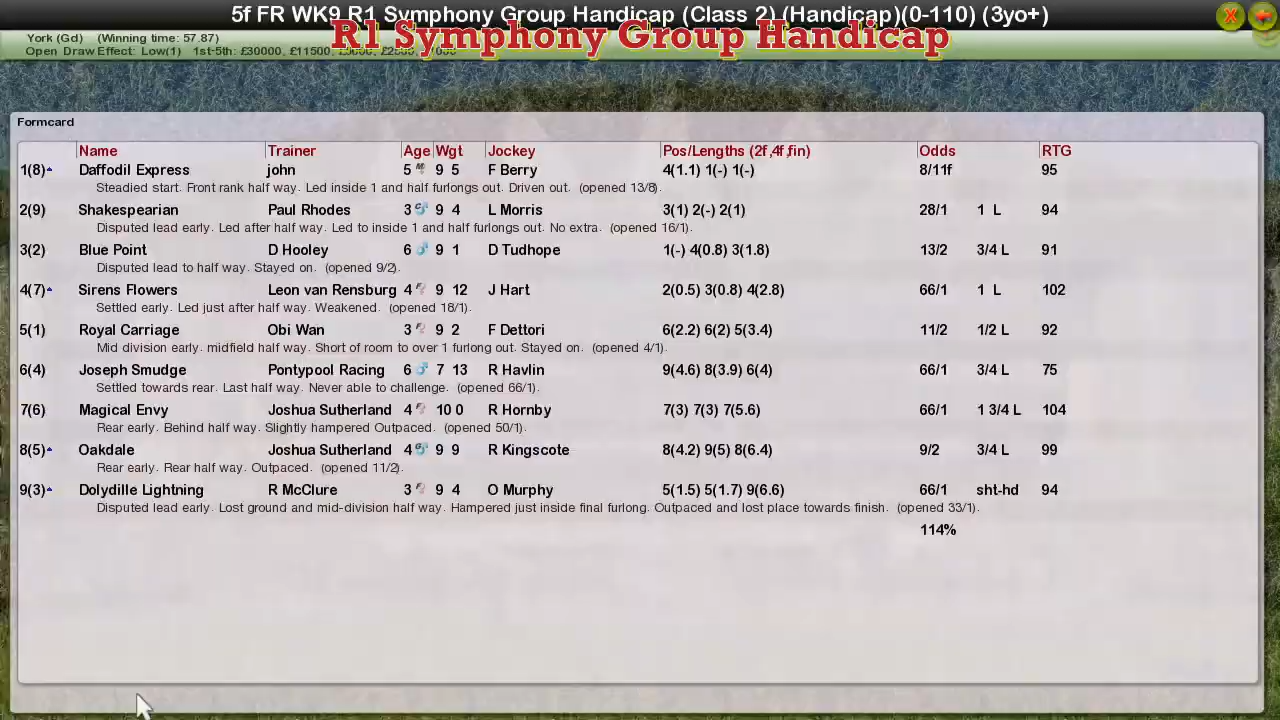 5f FR WK9 R1 Symphony Group Handicap (Class 2) (Handicap)(0-110) (3yo+)
R1 Symphony Group Handicap
York (Gd) (Winning time: 57.87)
Open Draw Effect: Low(1) 1st-5th: £30000, £11500,
Formcard
Name Trainer Age Wgt Jockey Pos/Lengths (2f,4f,fin) Odds RTG
1(8) Daffodil Express john 5 9 5 F Berry 4(1.1) 1(-) 1(-) 8/11f 95
Steadied start. Front rank half way. Led inside 1 and half furlongs out. Driven out. (opened 13/8).
2(9) Shakespearian Paul Rhodes 3 9 4 L Morris 3(1) 2(-) 2(1) 28/1 1 L 94
Disputed lead early. Led after half way. Led to inside 1 and half furlongs out. No extra. (opened 16/1).
3(2) Blue Point D Hooley 6 9 1 D Tudhope 1(-) 4(0.8) 3(1.8) 13/2 3/4 L 91
Disputed lead to half way. Stayed on. (opened 9/2).
4(7) Sirens Flowers Leon van Rensburg 4 9 12 J Hart 2(0.5) 3(0.8) 4(2.8) 66/1 1 L 102
Settled early. Led just after half way. Weakened. (opened 18/1).
5(1) Royal Carriage Obi Wan 3 9 2 F Dettori 6(2.2) 6(2) 5(3.4) 11/2 1/2 L 92
Mid division early. midfield half way. Short of room to over 1 furlong out. Stayed on. (opened 4/1).
6(4) Joseph Smudge Pontypool Racing 6 7 13 R Havlin 9(4.6) 8(3.9) 6(4) 66/1 3/4 L 75
Settled towards rear. Last half way. Never able to challenge. (opened 66/1).
7(6) Magical Envy Joshua Sutherland 4 10 0 R Hornby 7(3) 7(3) 7(5.6) 66/1 1 3/4 L 104
Rear early. Behind half way. Slightly hampered Outpaced. (opened 50/1).
8(5) Oakdale Joshua Sutherland 4 9 9 R Kingscote 8(4.2) 9(5) 8(6.4) 9/2 3/4 L 99
Rear early. Rear half way. Outpaced. (opened 11/2).
9(3) Dolydille Lightning R McClure 3 9 4 O Murphy 5(1.5) 5(1.7) 9(6.6) 66/1 sht-hd 94
Disputed lead early. Lost ground and mid-division half way. Hampered just inside final furlong. Outpaced and lost place towards finish. (opened 33/1).
114%